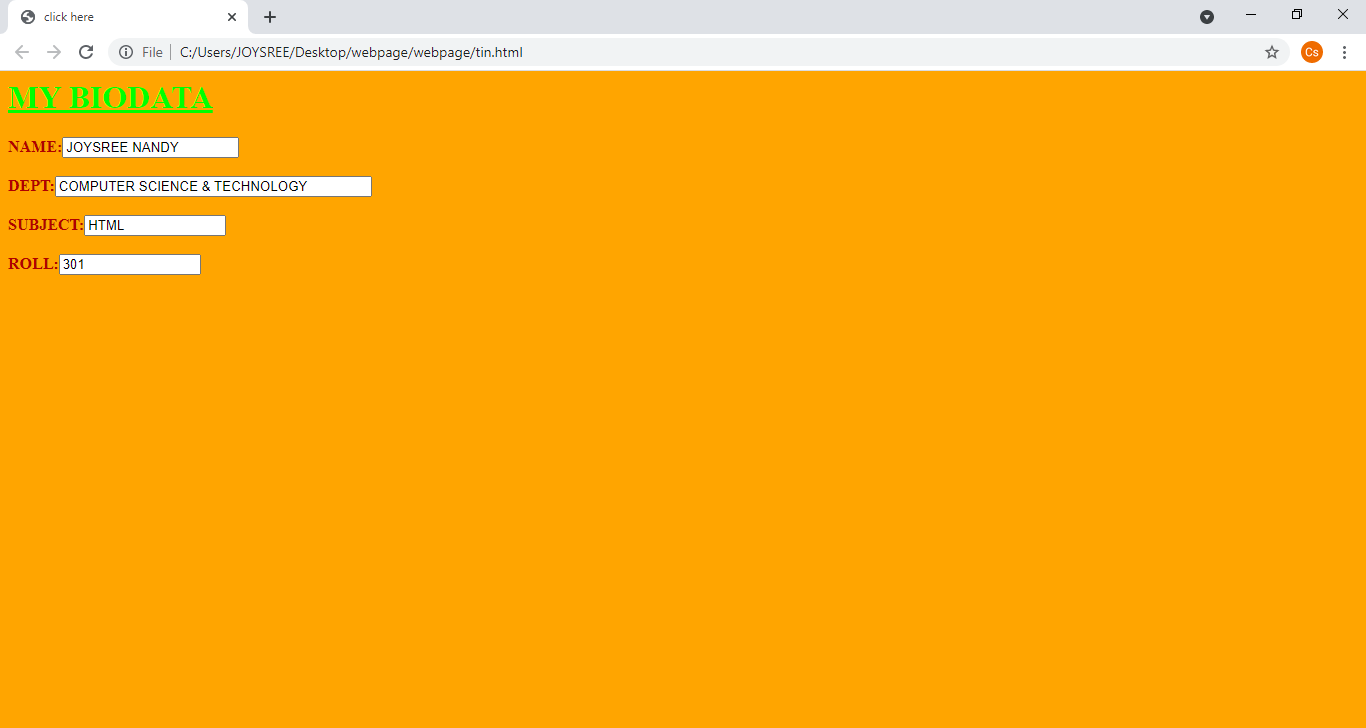 click here
File C:/Users/JOYSREE/Desktop/webpage/webpage/tin.html
Cs
MY BIODATA
NAME: JOYSREE NANDY
DEPT: COMPUTER SCIENCE & TECHNOLOGY
SUBJECT: HTML
ROLL: 301